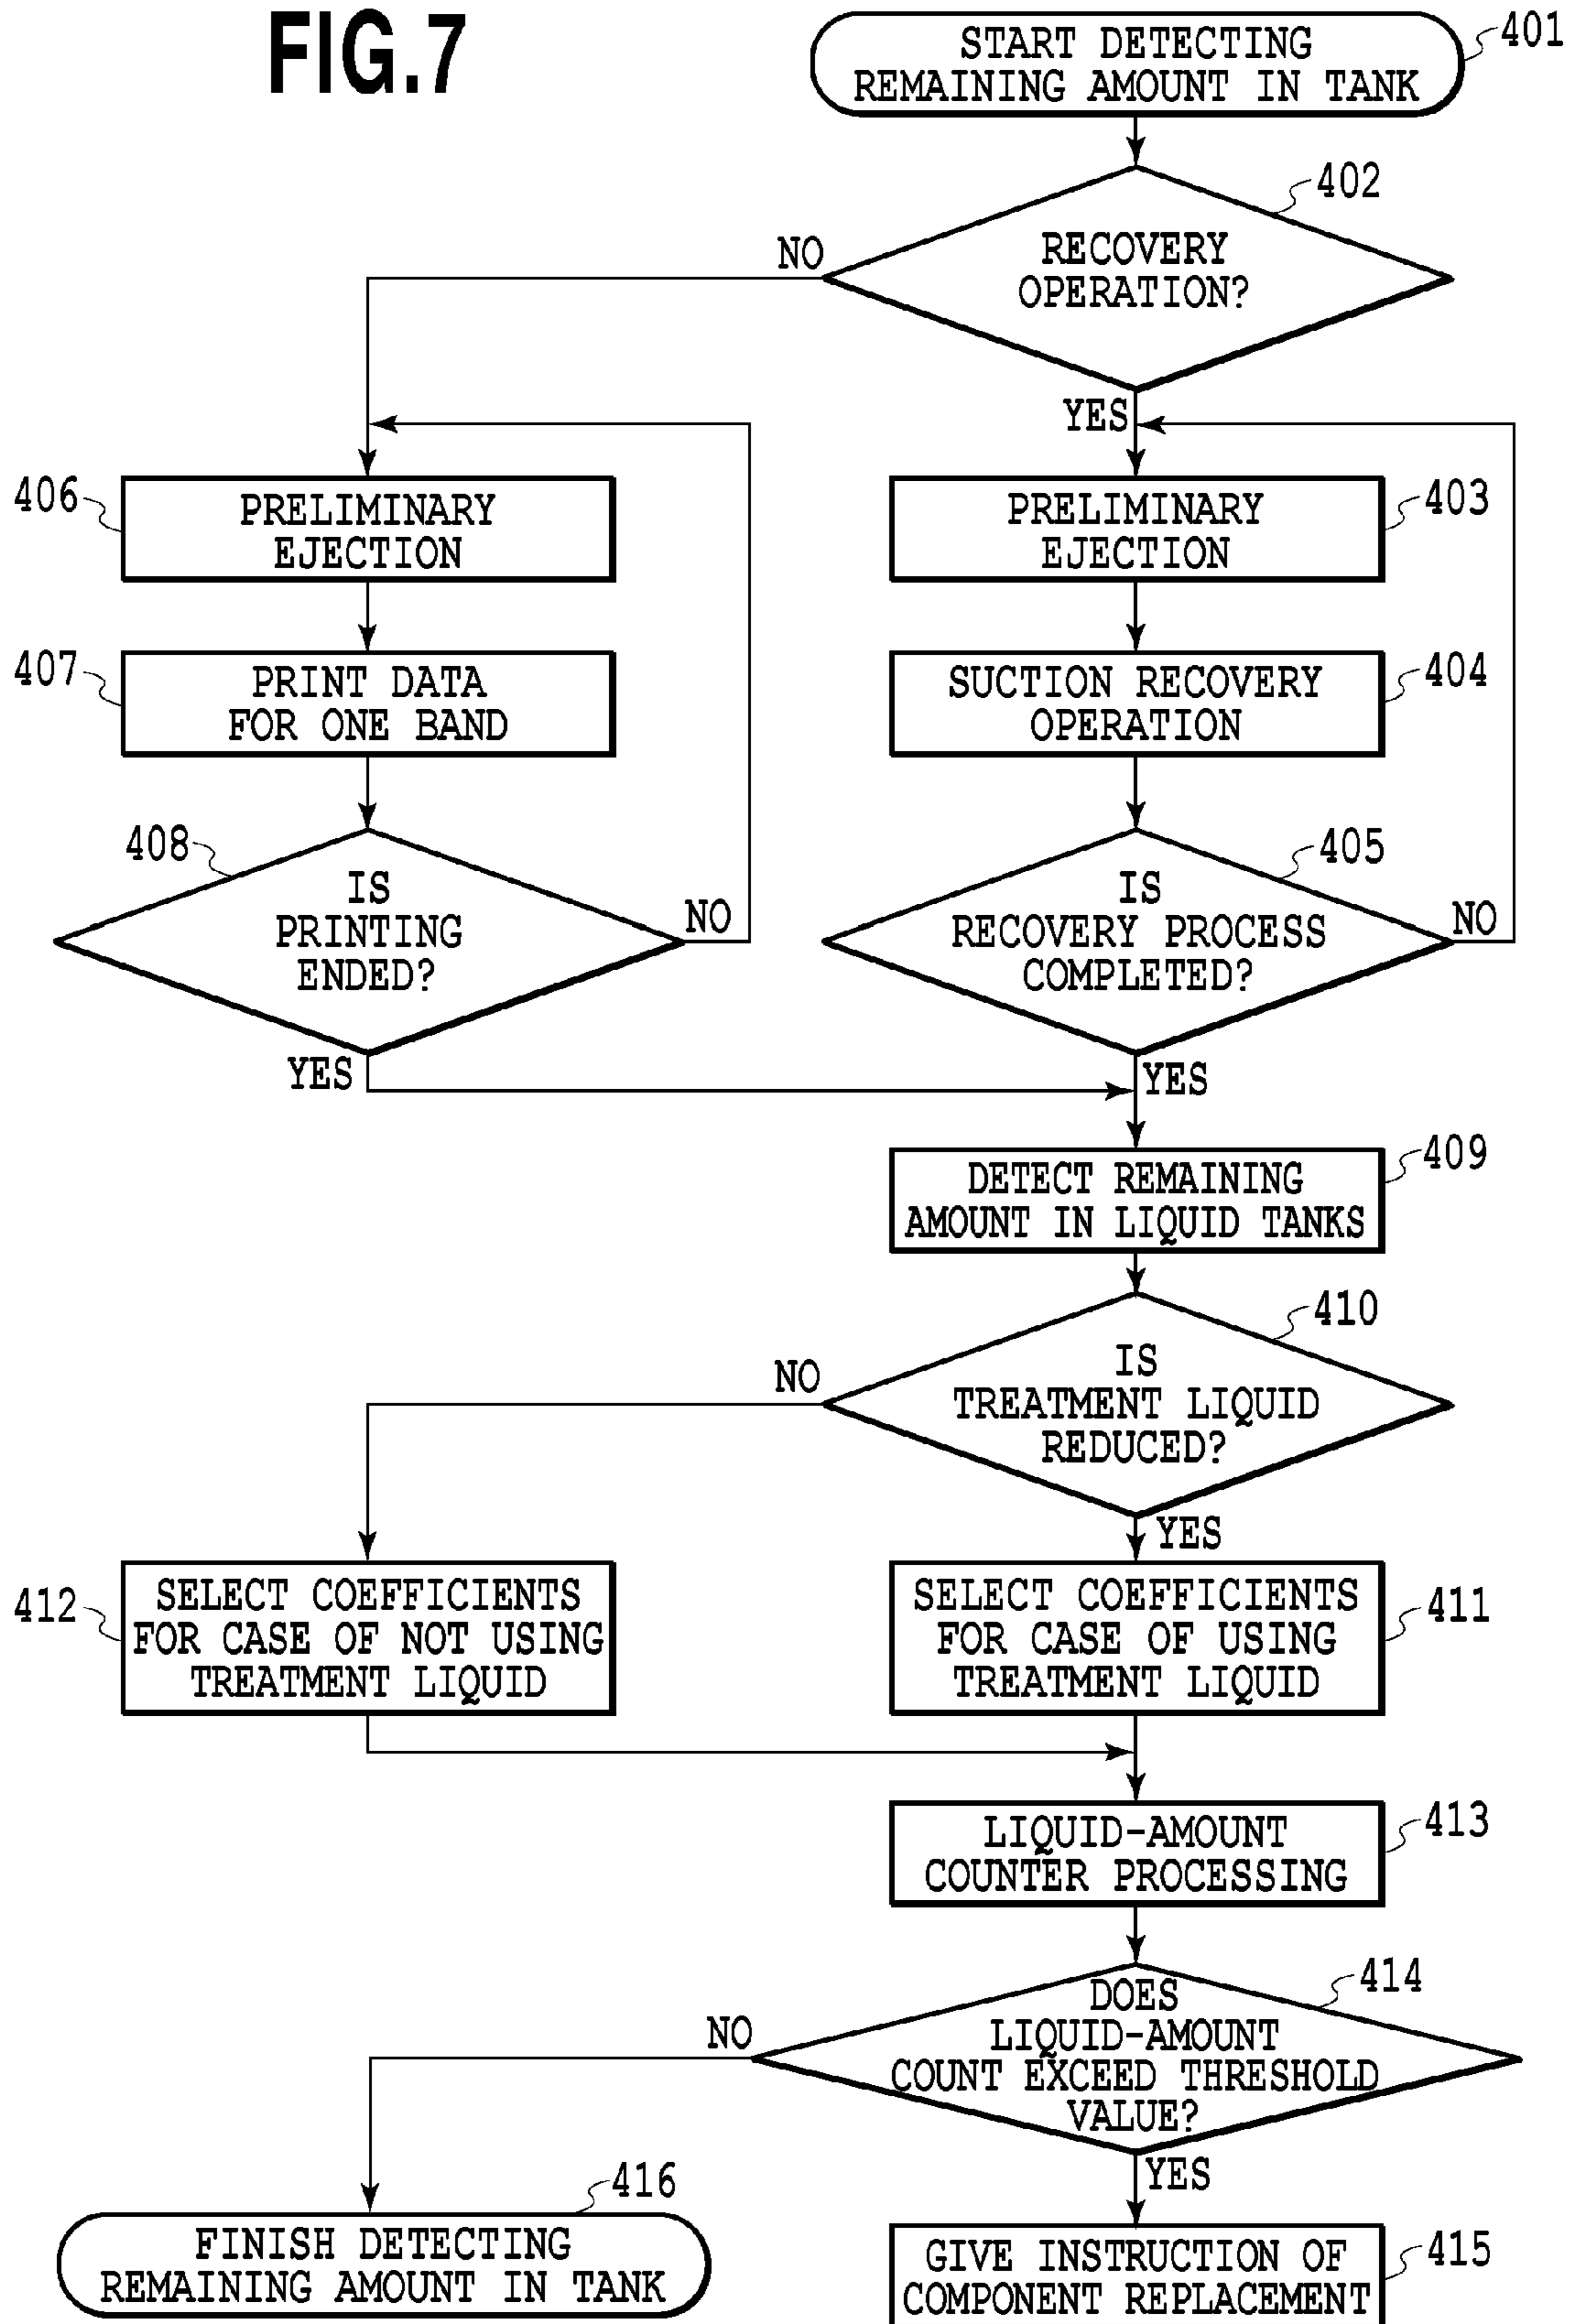 FIG.7
START DETECTING
REMAINING AMOUNT IN TANK
401
402
RECOVERY
OPERATION?
NO
YES
406
PRELIMINARY
EJECTION
PRELIMINARY
EJECTION
403
407
PRINT DATA
FOR ONE BAND
SUCTION RECOVERY
OPERATION
404
408
IS
PRINTING
ENDED?
NO
YES
405
IS
RECOVERY PROCESS
COMPLETED?
NO
YES
DETECT REMAINING
AMOUNT IN LIQUID TANKS
409
410
IS
TREATMENT LIQUID
REDUCED?
NO
YES
412
SELECT COEFFICIENTS
FOR CASE OF NOT USING
TREATMENT LIQUID
SELECT COEFFICIENTS
FOR CASE OF USING
TREATMENT LIQUID
411
LIQUID-AMOUNT
COUNTER PROCESSING
413
414
DOES
LIQUID-AMOUNT
COUNT EXCEED THRESHOLD
VALUE?
NO
YES
416
FINISH DETECTING
REMAINING AMOUNT IN TANK
GIVE INSTRUCTION OF
COMPONENT REPLACEMENT
415